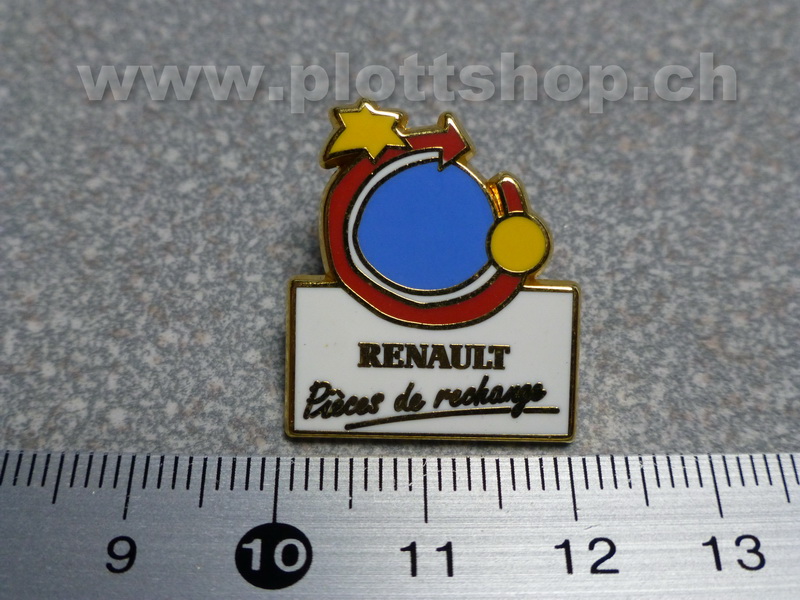 www.plottshop.ch
RENAULT
Pièces de rechange
9 10 11 12 13